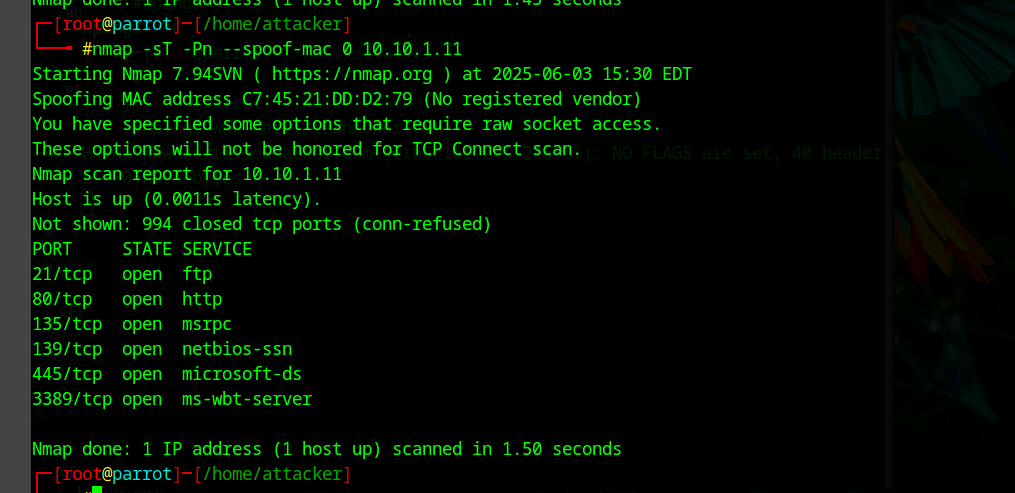 Nmap done: 1 IP address (1 host up) scanned in 1.45 seconds
[root@parrot]─[/home/attacker]
#nmap -sT -Pn --spoof-mac 0 10.10.1.11
Starting Nmap 7.94SVN ( https://nmap.org ) at 2025-06-03 15:30 EDT
Spoofing MAC address C7:45:21:DD:D2:79 (No registered vendor)
You have specified some options that require raw socket access.
These options will not be honored for TCP Connect scan.
): NO FLAGS are set, 40 header
Nmap scan report for 10.10.1.11
Host is up (0.0011s latency).
Not shown: 994 closed tcp ports (conn-refused)
PORT     STATE SERVICE
21/tcp   open  ftp
80/tcp   open  http
135/tcp  open  msrpc
139/tcp  open  netbios-ssn
445/tcp  open  microsoft-ds
3389/tcp open  ms-wbt-server
Nmap done: 1 IP address (1 host up) scanned in 1.50 seconds
[root@parrot]─[/home/attacker]
#